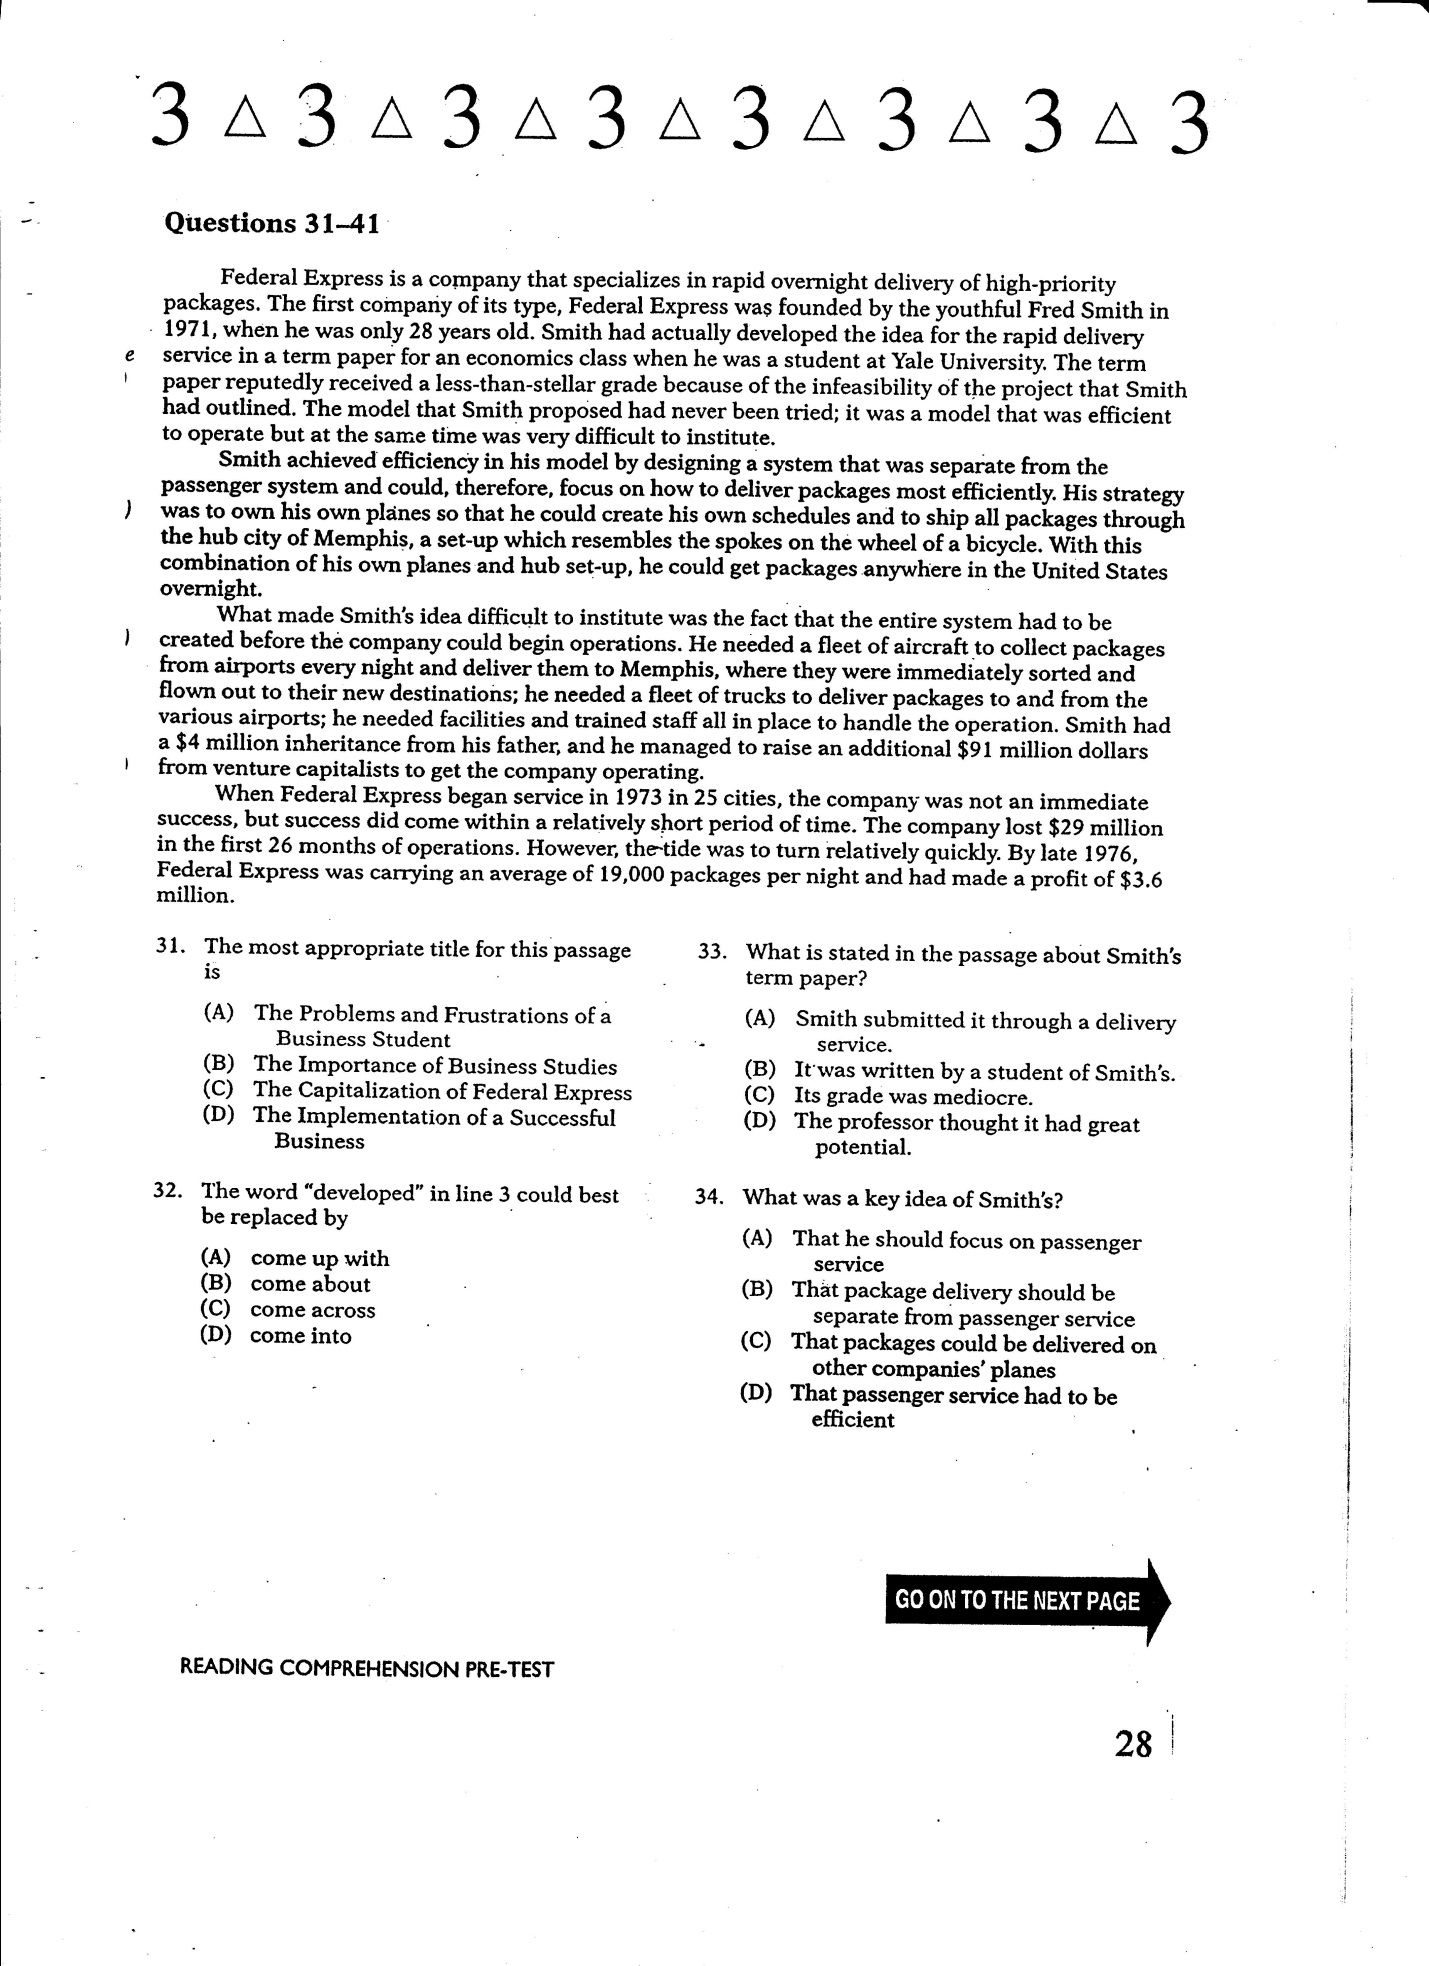 3 △ 3 △ 3 △ 3 △ 3 △ 3 △ 3 △ 3
Questions 31–41
Federal Express is a company that specializes in rapid overnight delivery of high-priority
packages. The first company of its type, Federal Express was founded by the youthful Fred Smith in
1971, when he was only 28 years old. Smith had actually developed the idea for the rapid delivery
service in a term paper for an economics class when he was a student at Yale University. The term
paper reputedly received a less-than-stellar grade because of the infeasibility of the project that Smith
had outlined. The model that Smith proposed had never been tried; it was a model that was efficient
to operate but at the same time was very difficult to institute.
Smith achieved efficiency in his model by designing a system that was separate from the
passenger system and could, therefore, focus on how to deliver packages most efficiently. His strategy
was to own his own planes so that he could create his own schedules and to ship all packages through
the hub city of Memphis, a set-up which resembles the spokes on the wheel of a bicycle. With this
combination of his own planes and hub set-up, he could get packages anywhere in the United States
overnight.
What made Smith's idea difficult to institute was the fact that the entire system had to be
created before the company could begin operations. He needed a fleet of aircraft to collect packages
from airports every night and deliver them to Memphis, where they were immediately sorted and
flown out to their new destinations; he needed a fleet of trucks to deliver packages to and from the
various airports; he needed facilities and trained staff all in place to handle the operation. Smith had
a $4 million inheritance from his father, and he managed to raise an additional $91 million dollars
from venture capitalists to get the company operating.
When Federal Express began service in 1973 in 25 cities, the company was not an immediate
success, but success did come within a relatively short period of time. The company lost $29 million
in the first 26 months of operations. However, the tide was to turn relatively quickly. By late 1976,
Federal Express was carrying an average of 19,000 packages per night and had made a profit of $3.6
million.
31. The most appropriate title for this passage
is
(A) The Problems and Frustrations of a
Business Student
(B) The Importance of Business Studies
(C) The Capitalization of Federal Express
(D) The Implementation of a Successful
Business
32. The word "developed" in line 3 could best
be replaced by
(A) come up with
(B) come about
(C) come across
(D) come into
33. What is stated in the passage about Smith's
term paper?
(A) Smith submitted it through a delivery
service.
(B) It was written by a student of Smith's.
(C) Its grade was mediocre.
(D) The professor thought it had great
potential.
34. What was a key idea of Smith's?
(A) That he should focus on passenger
service
(B) That package delivery should be
separate from passenger service
(C) That packages could be delivered on
other companies' planes
(D) That passenger service had to be
efficient
GO ON TO THE NEXT PAGE
READING COMPREHENSION PRE-TEST
28